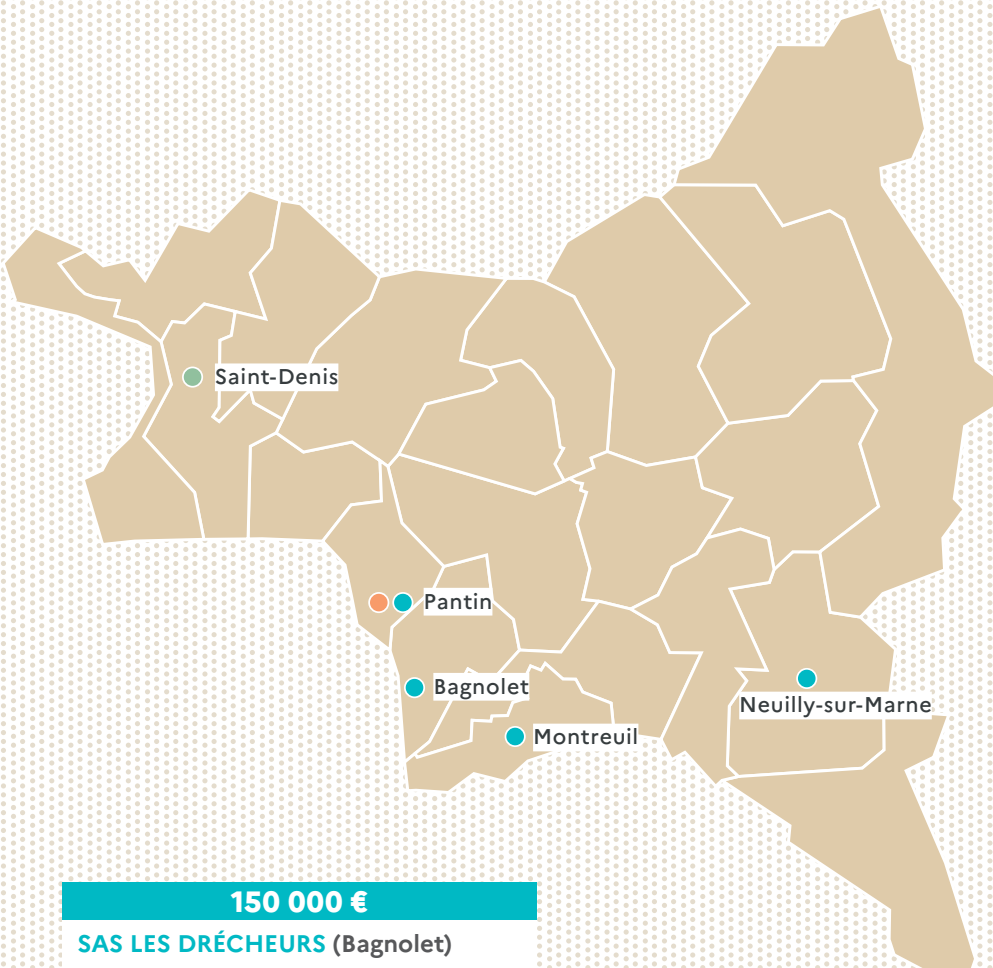 Saint-Denis
Pantin
Bagnolet
Neuilly-sur-Marne
Montreuil
150 000 €
SAS LES DRÉCHEURS (Bagnolet)